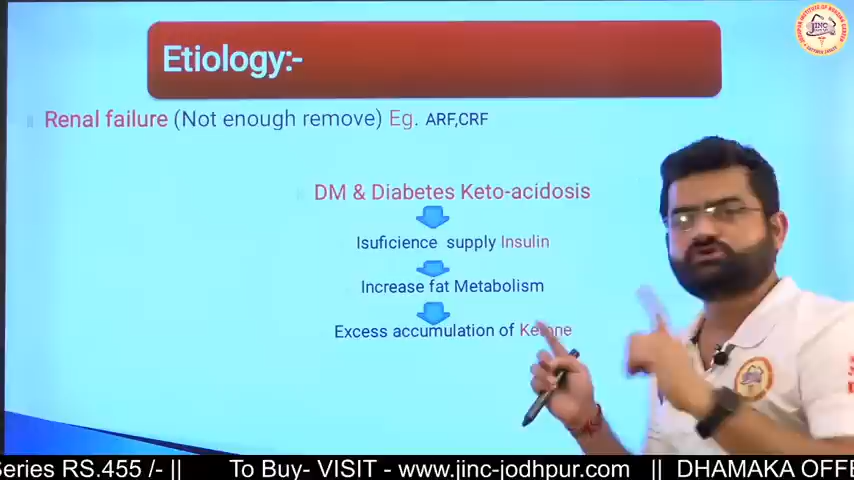 Etiology:-
Renal failure (Not enough remove) Eg. ARF,CRF
DM & Diabetes Keto-acidosis
Isuficience supply Insulin
Increase fat Metabolism
Excess accumulation of Ketone
JINC
Series RS.455 /- || To Buy- VISIT - www.jinc-jodhpur.com || DHAMAKA OFFE